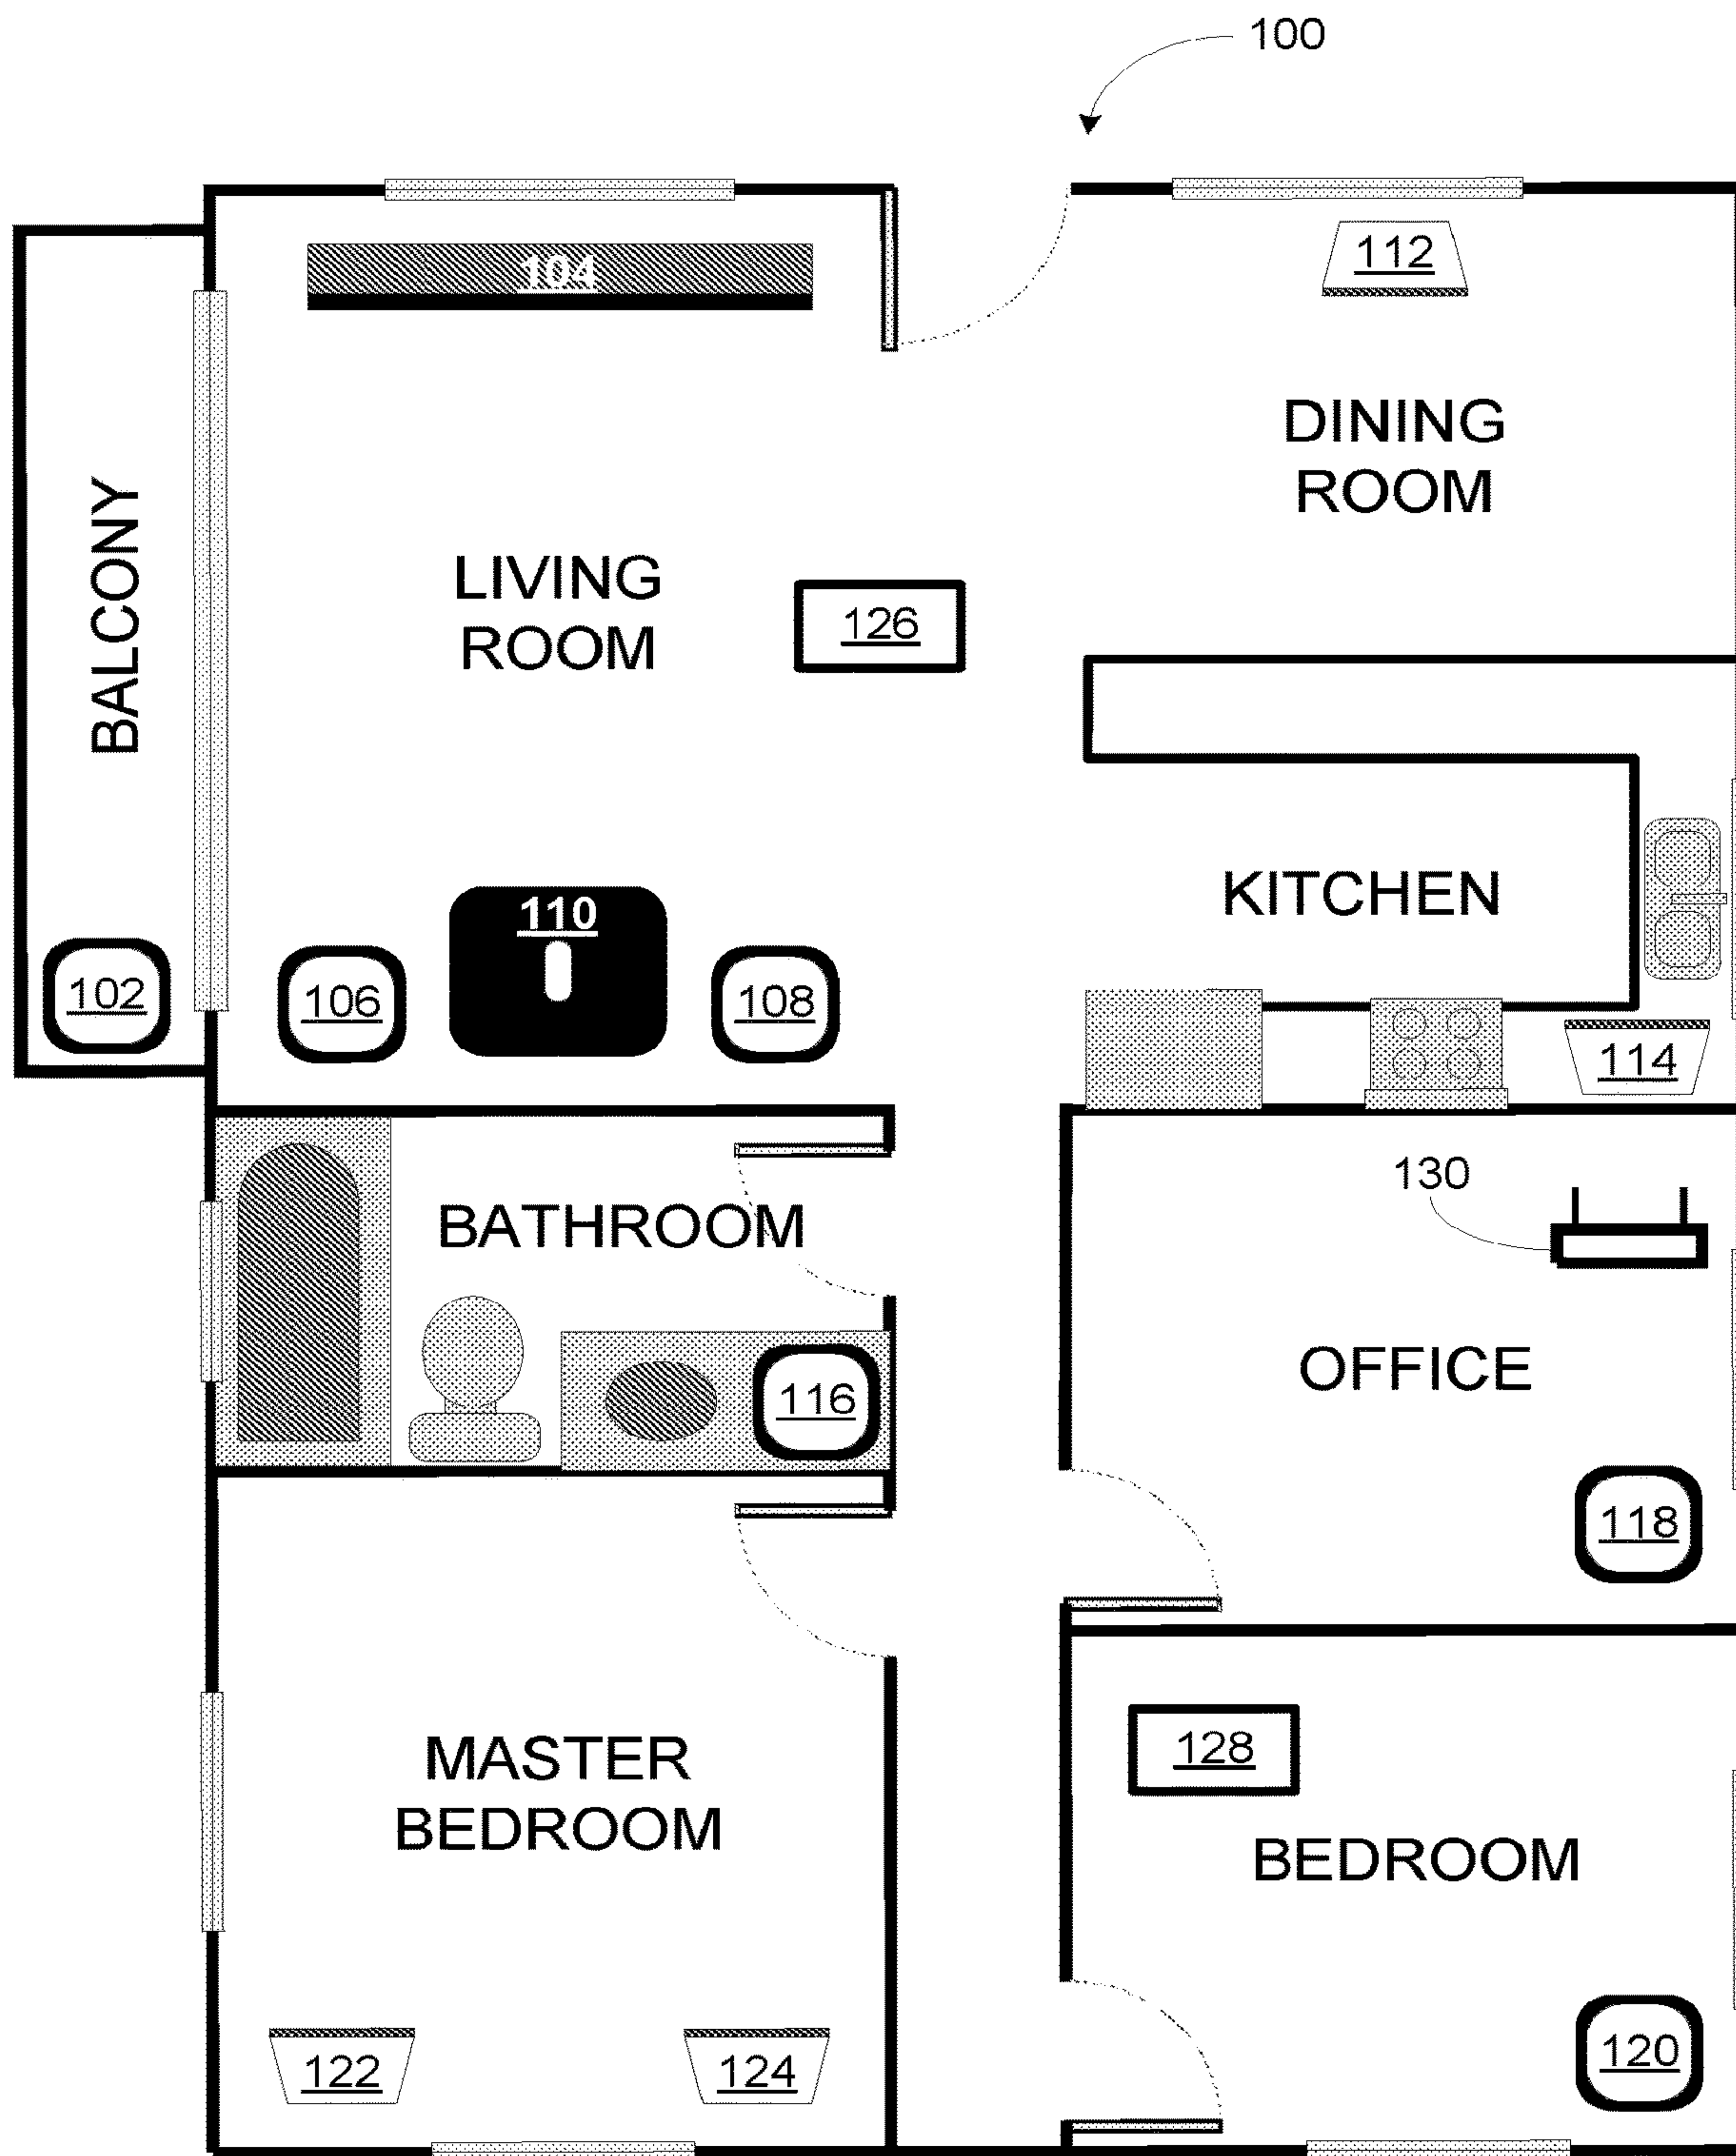 100
104
112
DINING
ROOM
BALCONY
LIVING
ROOM
126
KITCHEN
110
102
106
108
114
130
BATHROOM
OFFICE
116
118
MASTER
BEDROOM
128
BEDROOM
122
124
120